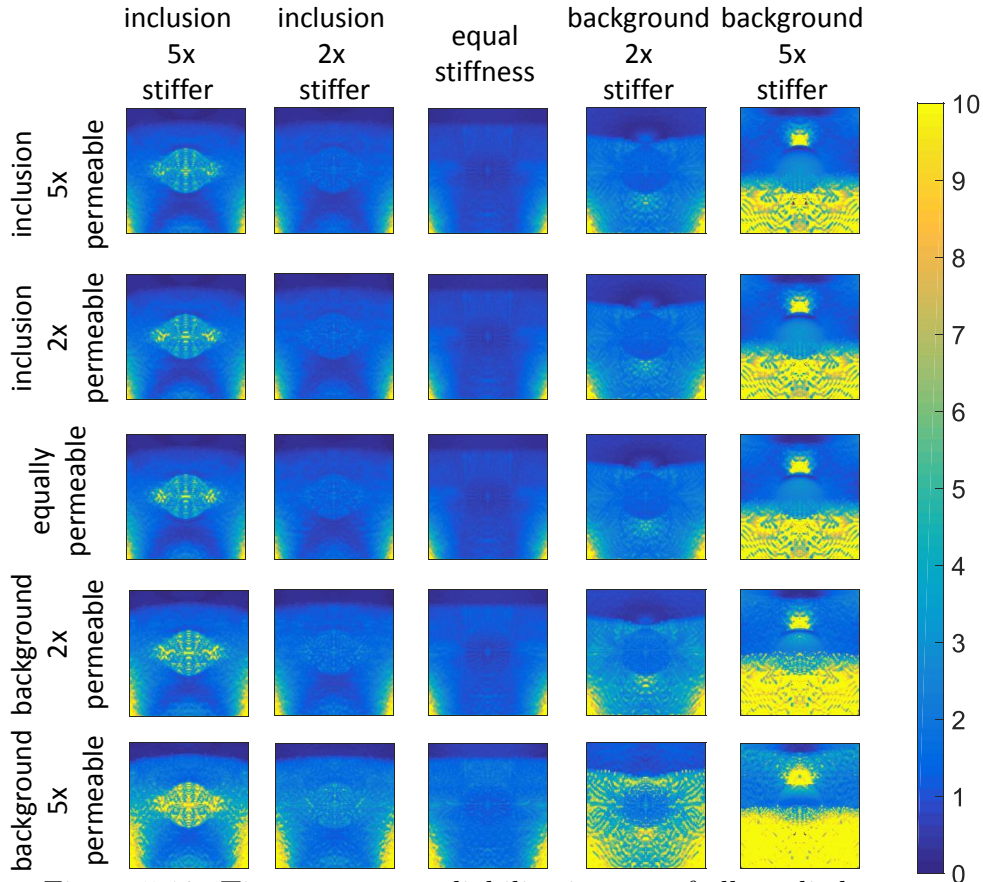 inclusion
5x
stiffer
inclusion
2x
stiffer
equal
stiffness
background
2x
stiffer
background
5x
stiffer
inclusion
5x
permeable
inclusion
2x
permeable
equally
permeable
background
2x
permeable
background
5x
permeable
10
9
8
7
6
5
4
3
2
1
0